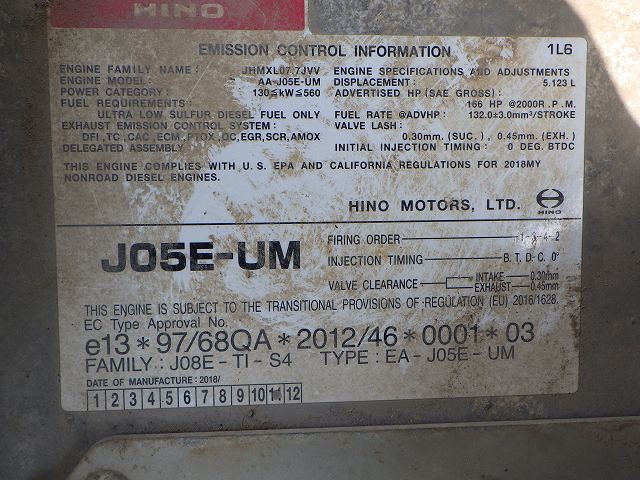 HINO
EMISSION CONTROL INFORMATION 1L6
ENGINE FAMILY NAME : JHMXL07.7JVV
ENGINE MODEL: AA-J05E-UM
POWER CATEGORY: 130≦kW≦560
FUEL REQUIREMENTS:
ULTRA LOW SULFUR DIESEL FUEL ONLY
EXHAUST EMISSION CONTROL SYSTEM :
DFI,TC,CAC,ECM,PTOX,OC,EGR,SCR,AMOX
DELEGATED ASSEMBLY
ENGINE SPECIFICATIONS AND ADJUSTMENTS
DISPLACEMENT: 5.123 L
ADVERTISED HP (SAE GROSS):
166 HP @2000R.P.M.
FUEL RATE @ADVHP : 132.0±3.0mm³/STROKE
VALVE LASH :
0.30mm (SUC.), 0.45mm (EXH.)
INITIAL INJECTION TIMING : 0 DEG. BTDC
THIS ENGINE COMPLIES WITH U.S. EPA AND CALIFORNIA REGULATIONS FOR 2018MY
NONROAD DIESEL ENGINES.
HINO MOTORS, LTD.
HINO
J05E-UM
FIRING ORDER 1-3-4-2
INJECTION TIMING B.T.D.C. 0°
VALVE CLEARANCE INTAKE 0.30mm
EXHAUST 0.45mm
THIS ENGINE IS SUBJECT TO THE TRANSITIONAL PROVISIONS OF REGULATION (EU) 2016/1628.
EC Type Approval No.
e13*97/68QA*2012/46*0001*03
FAMILY: J08E-TI-S4 TYPE: EA-J05E-UM
DATE OF MANUFACTURE:2018/
1 2 3 4 5 6 7 8 9 10 11 12